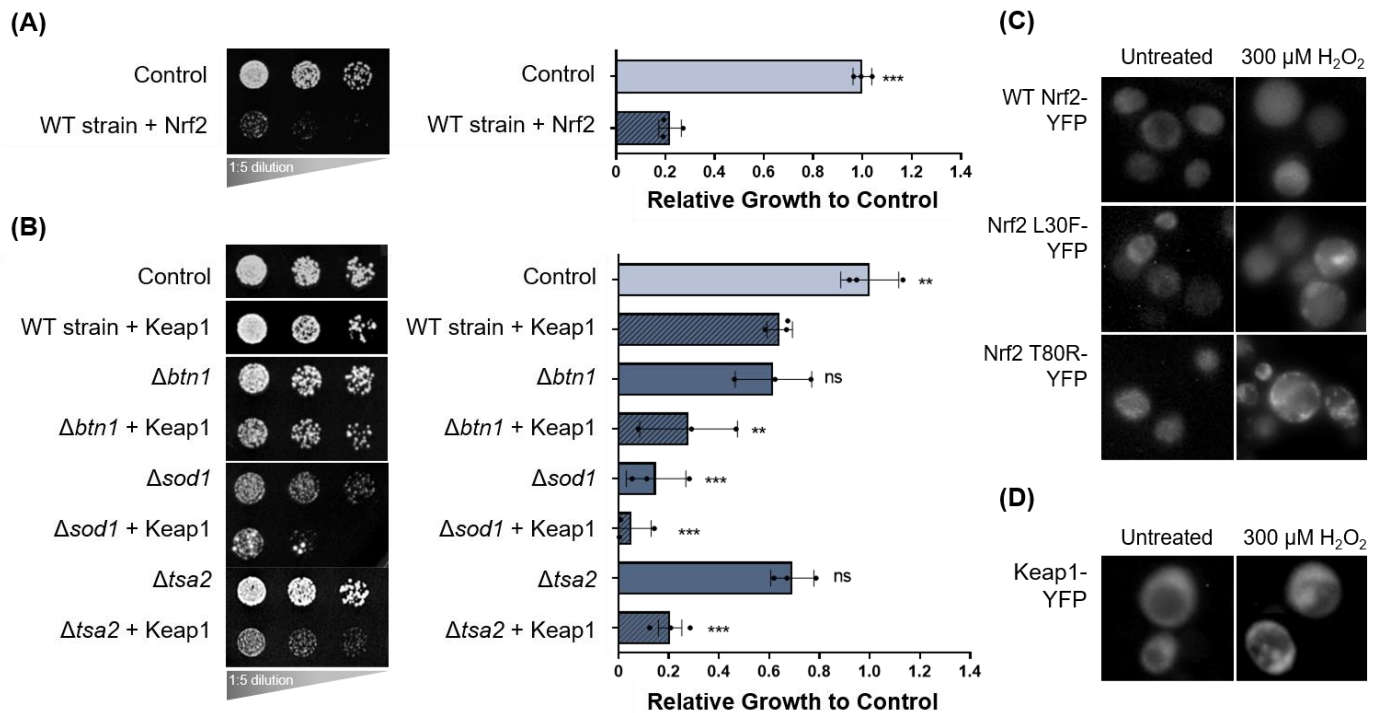 (A)
Control
WT strain + Nrf2
1:5 dilution
Control
***
WT strain + Nrf2
0 0.2 0.4 0.6 0.8 1.0 1.2 1.4
Relative Growth to Control
(B)
Control
WT strain + Keap1
Δbtn1
Δbtn1 + Keap1
Δsod1
Δsod1 + Keap1
Δtsa2
Δtsa2 + Keap1
1:5 dilution
Control
**
WT strain + Keap1
Δbtn1
ns
Δbtn1 + Keap1
**
Δsod1
***
Δsod1 + Keap1
***
Δtsa2
ns
Δtsa2 + Keap1
***
0 0.2 0.4 0.6 0.8 1.0 1.2 1.4
Relative Growth to Control
(C)
Untreated
300 µM H₂O₂
WT Nrf2-
YFP
Nrf2 L30F-
YFP
Nrf2 T80R-
YFP
(D)
Untreated
300 µM H₂O₂
Keap1-
YFP